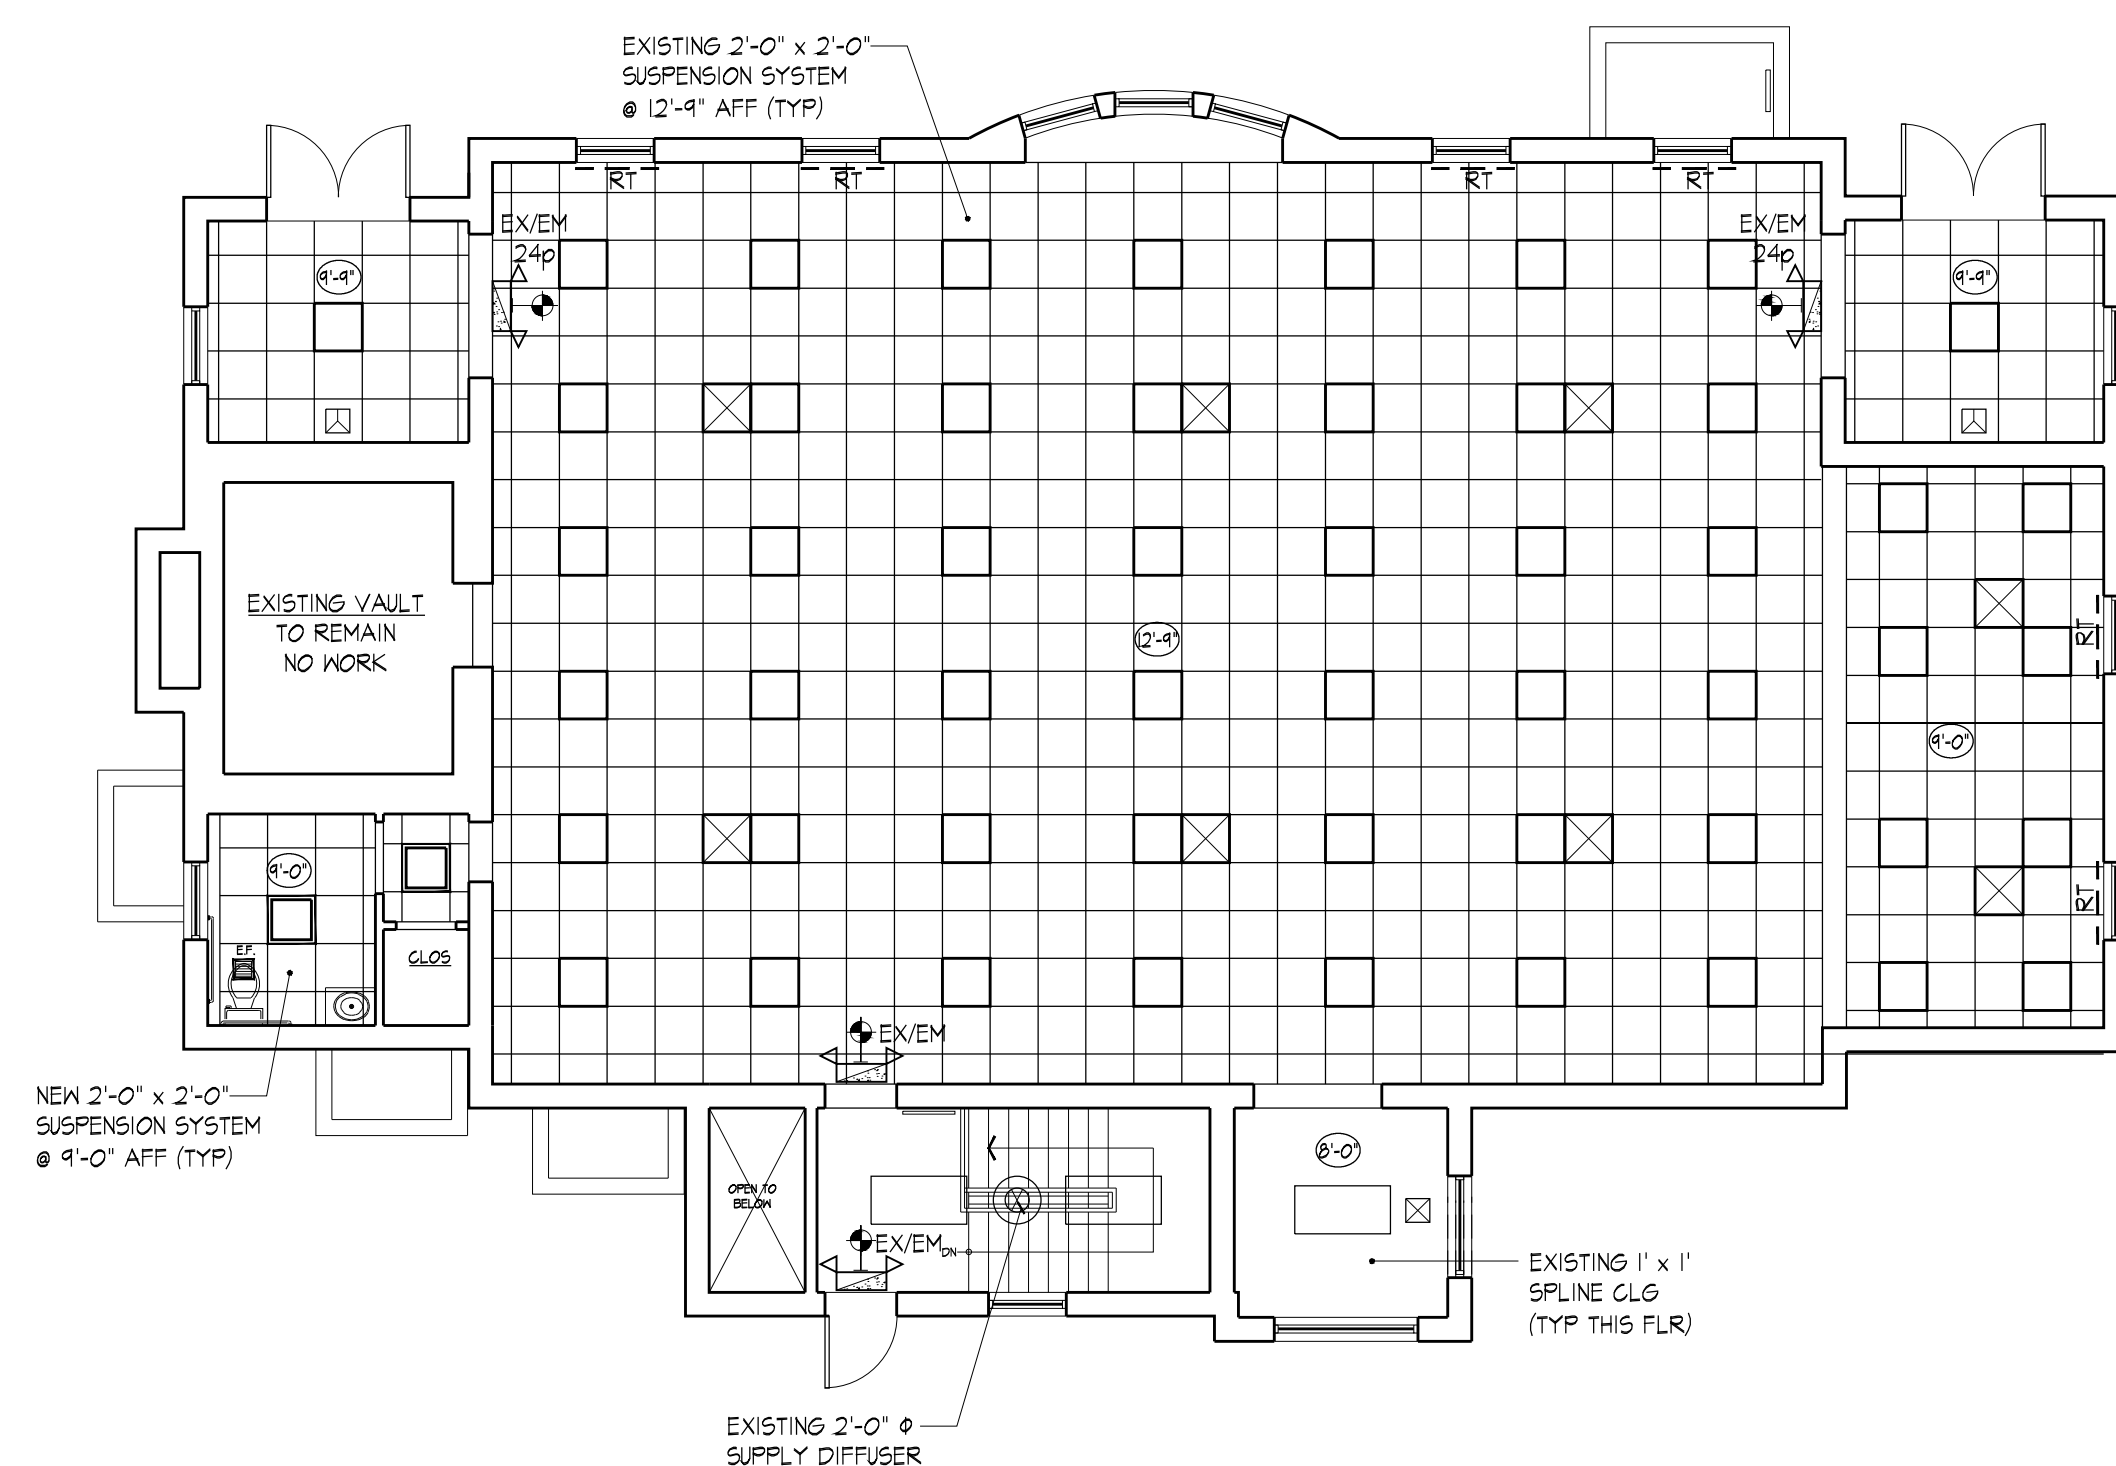 EXISTING 2'-0" x 2'-0"
SUSPENSION SYSTEM
@ 12'-9" AFF (TYP)
RT
RT
RT
RT
EX/EM
24p
EX/EM
24p
9'-9"
9'-9"
EXISTING VAULT
TO REMAIN
NO WORK
12'-9"
RT
9'-0"
9'-0"
RT
E.F.
CLOS
EX/EM
NEW 2'-0" x 2'-0"
SUSPENSION SYSTEM
@ 9'-0" AFF (TYP)
8'-0"
OPEN TO
BELOW
EX/EM
DN
EXISTING 1' x 1'
SPLINE CLG
(TYP THIS FLR)
EXISTING 2'-0" Φ
SUPPLY DIFFUSER